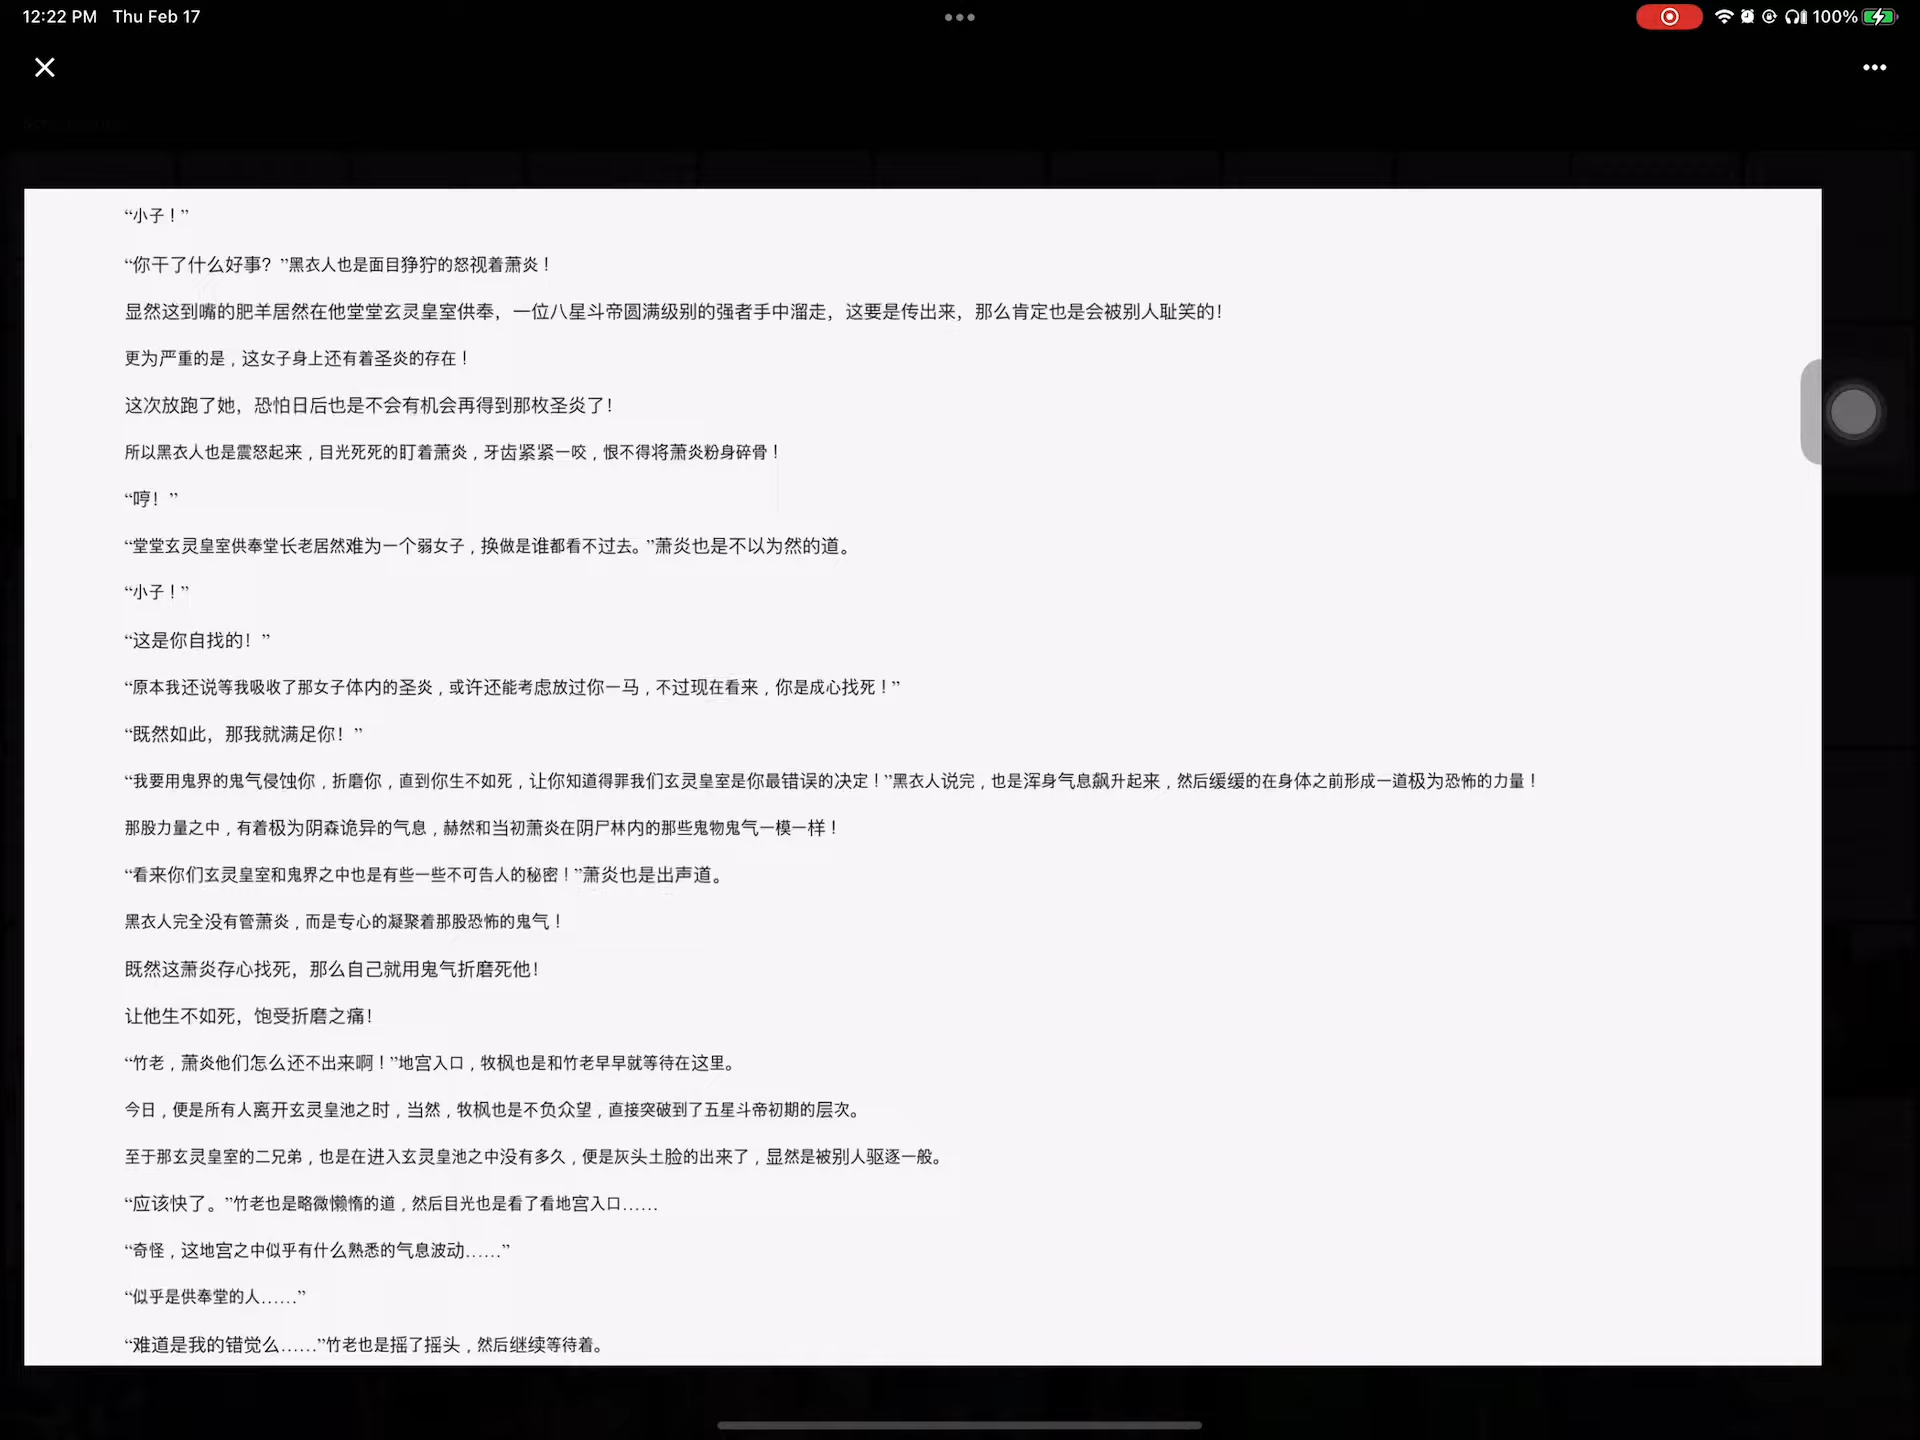 12:22 PM Thu Feb 17
100%
“小子！”
“你干了什么好事？”黑衣人也是面目狰狞的怒视着萧炎！
显然这到嘴的肥羊居然在他堂堂玄灵皇室供奉，一位八星斗帝圆满级别的强者手中溜走，这要是传出来，那么肯定也是会被别人耻笑的！
更为严重的是，这女子身上还有着圣炎的存在！
这次放跑了她，恐怕日后也是不会有机会再得到那枚圣炎了！
所以黑衣人也是震怒起来，目光死死的盯着萧炎，牙齿紧紧一咬，恨不得将萧炎粉身碎骨！
“哼！”
“堂堂玄灵皇室供奉堂长老居然难为一个弱女子，换做是谁都看不过去。”萧炎也是不以为然的道。
“小子！”
“这是你自找的！”
“原本我还说等我吸收了那女子体内的圣炎，或许还能考虑放过你一马，不过现在看来，你是成心找死！”
“既然如此，那我就满足你！”
“我要用鬼界的鬼气侵蚀你，折磨你，直到你生不如死，让你知道得罪我们玄灵皇室是你最错误的决定！”黑衣人说完，也是浑身气息飙升起来，然后缓缓的在身体之前形成一道极为恐怖的力量！
那股力量之中，有着极为阴森诡异的气息，赫然和当初萧炎在阴尸林内的那些鬼物鬼气一模一样！
“看来你们玄灵皇室和鬼界之中也是有些一些不可告人的秘密！”萧炎也是出声道。
黑衣人完全没有管萧炎，而是专心的凝聚着那股恐怖的鬼气！
既然这萧炎存心找死，那么自己就用鬼气折磨死他！
让他生不如死，饱受折磨之痛！
“竹老，萧炎他们怎么还不出来啊！”地宫入口，牧枫也是和竹老早早就等待在这里。
今日，便是所有人离开玄灵皇池之时，当然，牧枫也是不负众望，直接突破到了五星斗帝初期的层次。
至于那玄灵皇室的二兄弟，也是在进入玄灵皇池之中没有多久，便是灰头土脸的出来了，显然是被别人驱逐一般。
“应该快了。”竹老也是略微懒惰的道，然后目光也是看了看地宫入口……
“奇怪，这地宫之中似乎有什么熟悉的气息波动……”
“似乎是供奉堂的人……”
“难道是我的错觉么……”竹老也是摇了摇头，然后继续等待着。